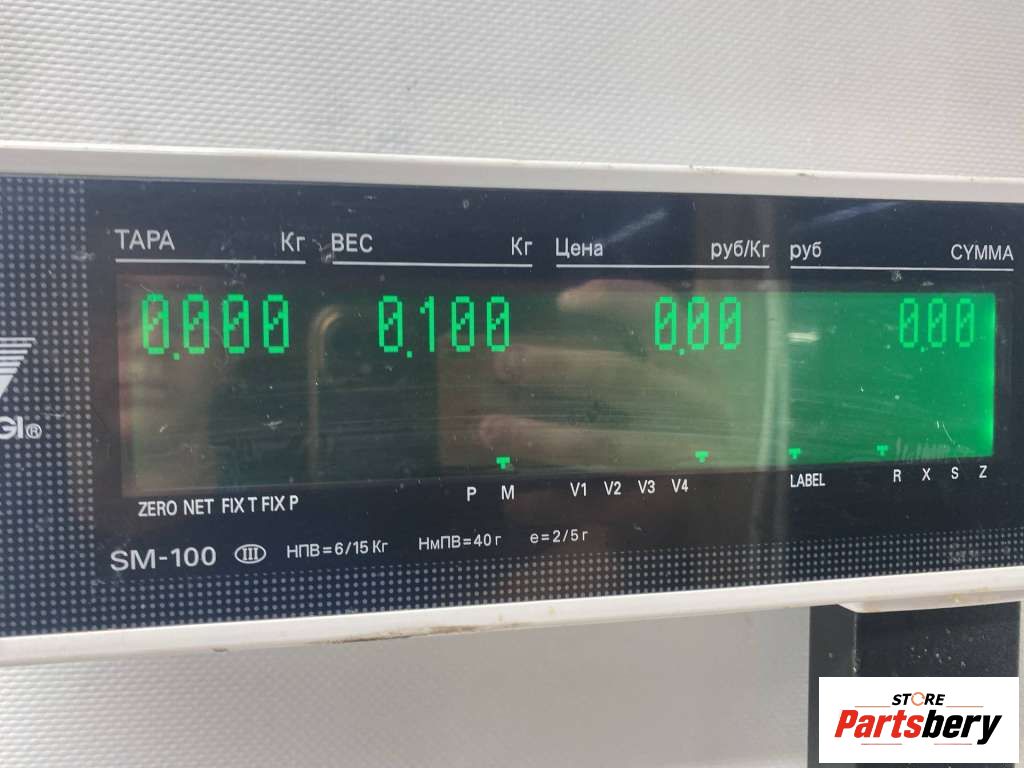 ТАРА Кг ВЕС Кг Цена руб/Кг руб СУММА
0.000 0.100 0.00 0.00
ZERO NET FIX T FIX P P M V1 V2 V3 V4 LABEL R X S Z
GI®
SM-100 III НПВ=6/15 Кг НмПВ=40 г e=2/5 г
STORE
Partsbery